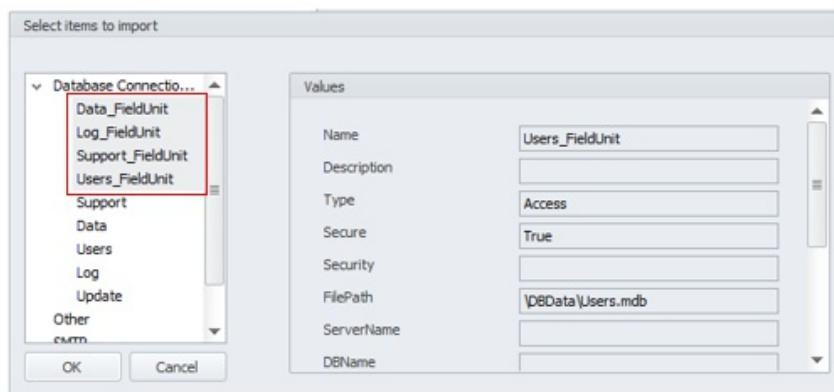 Select items to import
Database Connectio...
Data_FieldUnit
Log_FieldUnit
Support_FieldUnit
Users_FieldUnit
Support
Data
Users
Log
Update
Other
SMTP
OK
Cancel
Values
Name
Users_FieldUnit
Description
Type
Access
Secure
True
Security
FilePath
\DBData\Users.mdb
ServerName
DBName